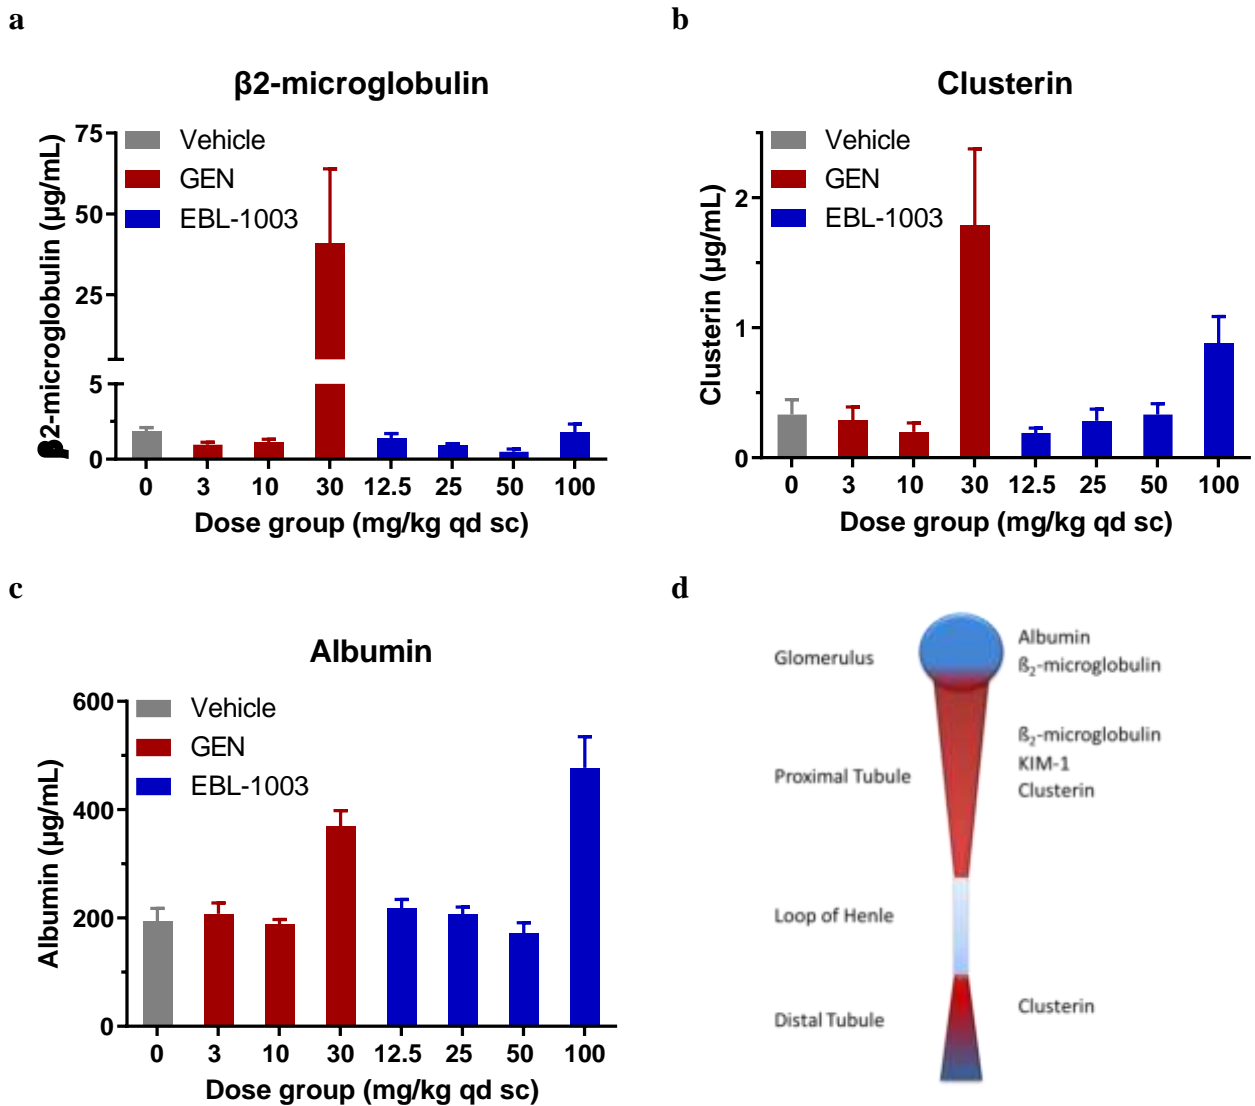 a
β2-microglobulin
Vehicle
GEN
EBL-1003
β2-microglobulin (µg/mL)
75
50
25
5
0
0 3 10 30 12.5 25 50 100
Dose group (mg/kg qd sc)
b
Clusterin
Vehicle
GEN
EBL-1003
Clusterin (µg/mL)
2
1
0
0 3 10 30 12.5 25 50 100
Dose group (mg/kg qd sc)
c
Albumin
Vehicle
GEN
EBL-1003
Albumin (µg/mL)
600
400
200
0
0 3 10 30 12.5 25 50 100
Dose group (mg/kg qd sc)
d
Glomerulus
Albumin
ß₂-microglobulin
Proximal Tubule
ß₂-microglobulin
KIM-1
Clusterin
Loop of Henle
Distal Tubule
Clusterin